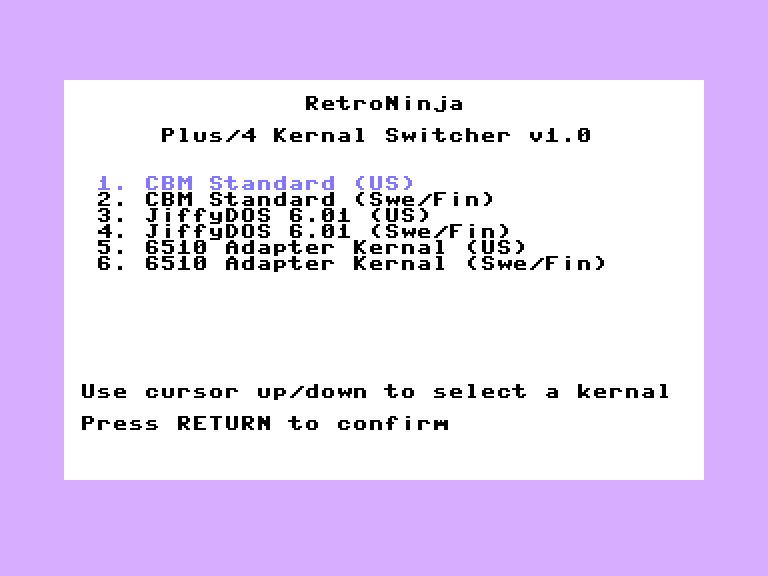 RetroNinja
Plus/4 Kernal Switcher v1.0
1. CBM Standard (US)
2. CBM Standard (Swe/Fin)
3. JiffyDOS 6.01 (US)
4. JiffyDOS 6.01 (Swe/Fin)
5. 6510 Adapter Kernal (US)
6. 6510 Adapter Kernal (Swe/Fin)
Use cursor up/down to select a kernal
Press RETURN to confirm